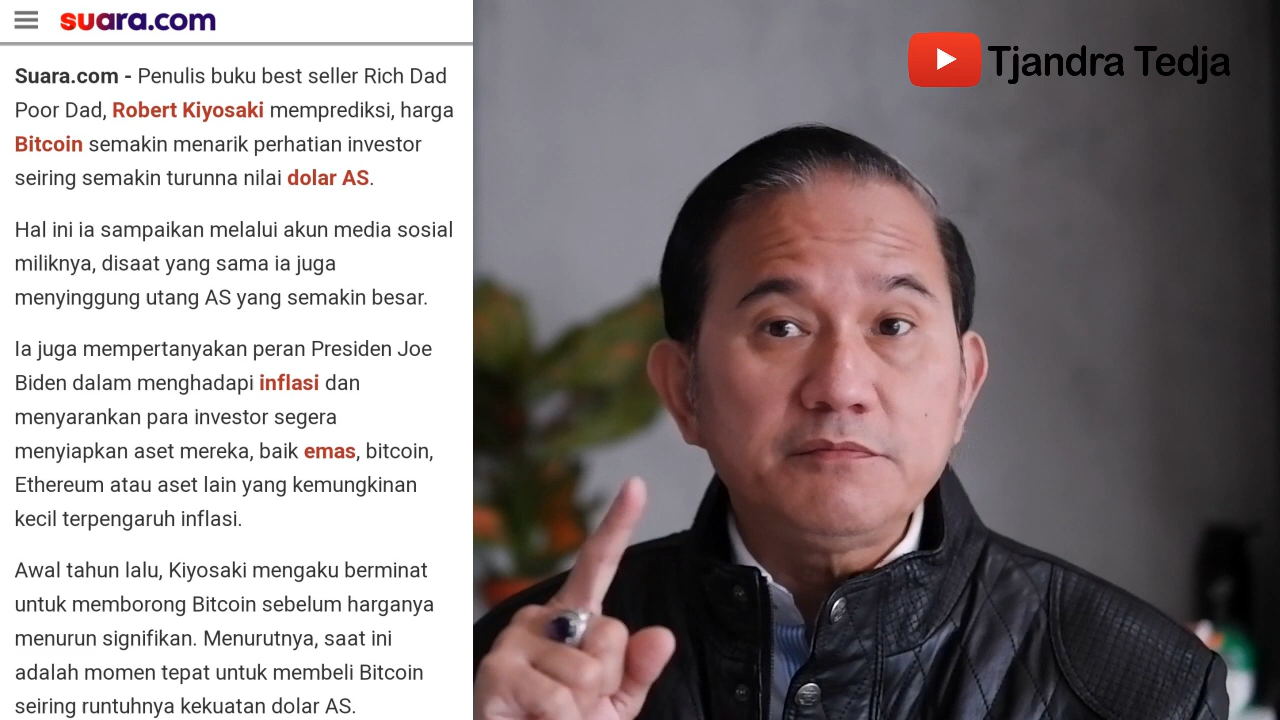 suara.com
Suara.com - Penulis buku best seller Rich Dad
Poor Dad, Robert Kiyosaki memprediksi, harga
Bitcoin semakin menarik perhatian investor
seiring semakin turunna nilai dolar AS.
Hal ini ia sampaikan melalui akun media sosial
miliknya, disaat yang sama ia juga
menyinggung utang AS yang semakin besar.
Ia juga mempertanyakan peran Presiden Joe
Biden dalam menghadapi inflasi dan
menyarankan para investor segera
menyiapkan aset mereka, baik emas, bitcoin,
Ethereum atau aset lain yang kemungkinan
kecil terpengaruh inflasi.
Awal tahun lalu, Kiyosaki mengaku berminat
untuk memborong Bitcoin sebelum harganya
menurun signifikan. Menurutnya, saat ini
adalah momen tepat untuk membeli Bitcoin
seiring runtuhnya kekuatan dolar AS.
Tjandra Tedja